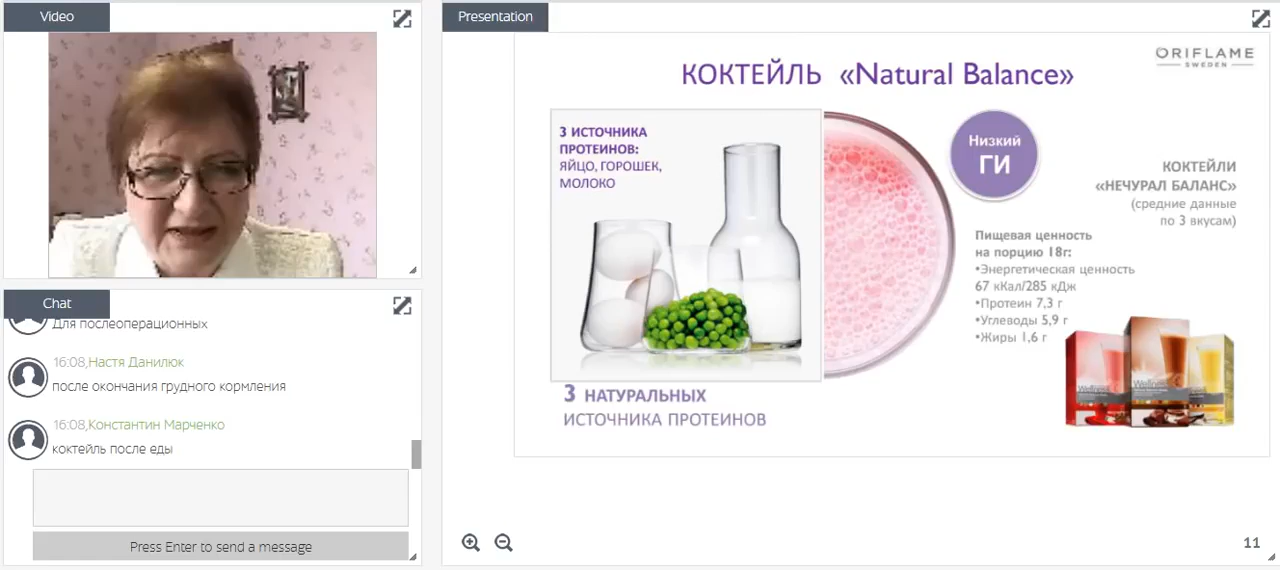 Video
Chat
Для послеоперационных
16:08,Настя Данилюк
после окончания грудного кормления
16:08,Константин Марченко
коктейль после еды
Press Enter to send a message
Presentation
ORIFLAME
SWEDEN
КОКТЕЙЛЬ «Natural Balance»
3 ИСТОЧНИКА
ПРОТЕИНОВ:
ЯЙЦО, ГОРОШЕК,
МОЛОКО
3 НАТУРАЛЬНЫХ
ИСТОЧНИКА ПРОТЕИНОВ
Низкий
ГИ
КОКТЕЙЛИ
«НЕЧУРАЛ БАЛАНС»
(средние данные
по 3 вкусам)
Пищевая ценность
на порцию 18г:
•Энергетическая ценность
67 кКал/285 кДж
•Протеин 7,3 г
•Углеводы 5,9 г
•Жиры 1,6 г
Wellness
Wellness
11